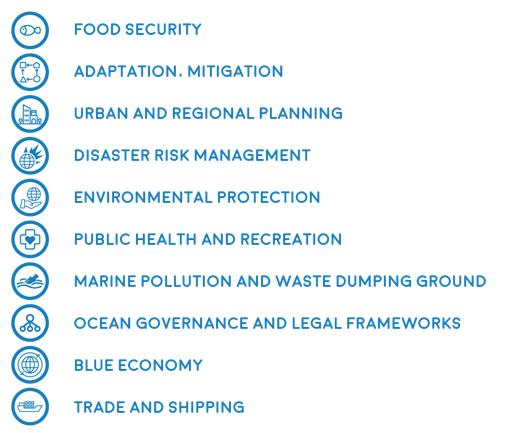 FOOD SECURITY
ADAPTATION. MITIGATION
URBAN AND REGIONAL PLANNING
DISASTER RISK MANAGEMENT
ENVIRONMENTAL PROTECTION
PUBLIC HEALTH AND RECREATION
MARINE POLLUTION AND WASTE DUMPING GROUND
OCEAN GOVERNANCE AND LEGAL FRAMEWORKS
BLUE ECONOMY
TRADE AND SHIPPING